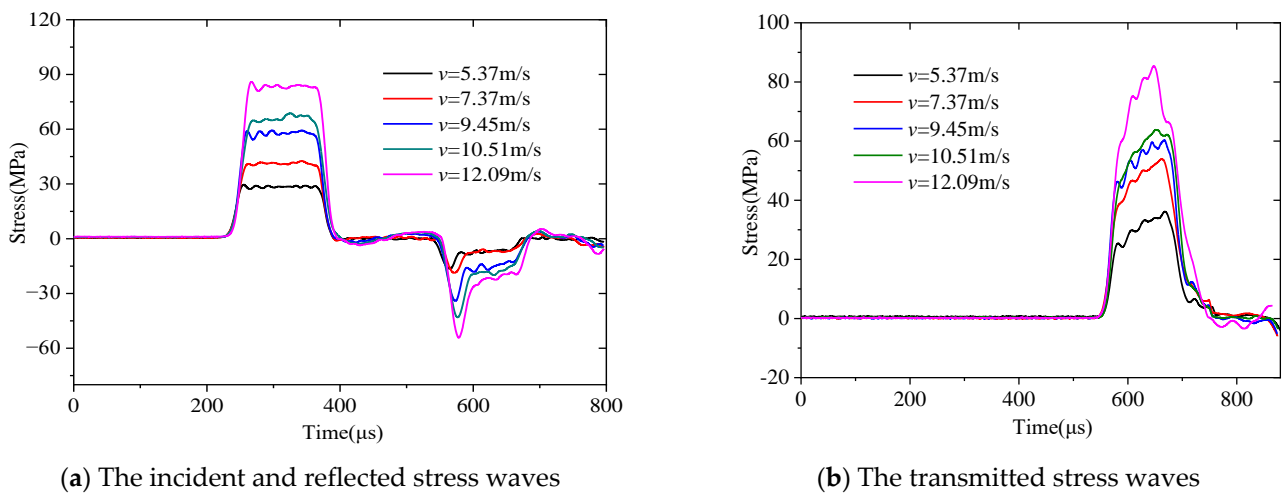 120
90
60
30
0
−30
−60
Stress(MPa)
v=5.37m/s
v=7.37m/s
v=9.45m/s
v=10.51m/s
v=12.09m/s
0
200
400
600
800
Time(μs)
(a) The incident and reflected stress waves
100
80
60
40
20
0
-20
Stress(MPa)
v=5.37m/s
v=7.37m/s
v=9.45m/s
v=10.51m/s
v=12.09m/s
0
200
400
600
800
Time(μs)
(b) The transmitted stress waves